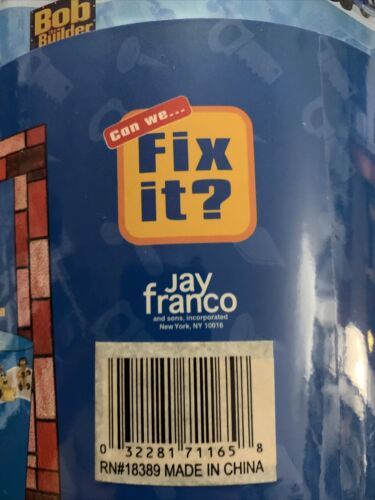 Bob
the
Builder
Can we...
Fix
it?
Jay
franco
and sons, incorporated
New York, NY 10016
0 32281 71165 8
RN#18389 MADE IN CHINA